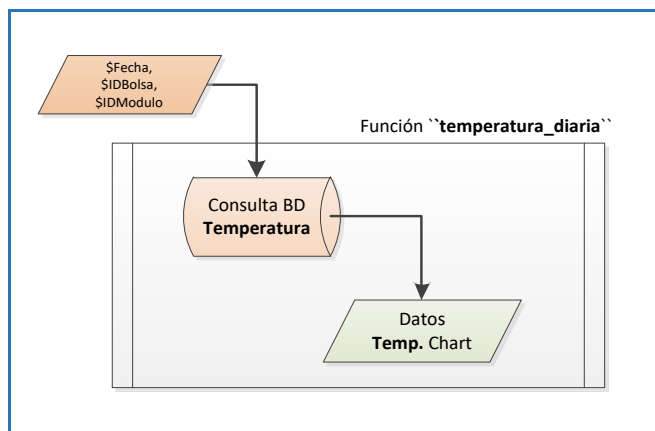 $Fecha,
$IDBolsa,
$IDModulo
Función ``temperatura_diaria``
Consulta BD
Temperatura
Datos
Temp. Chart